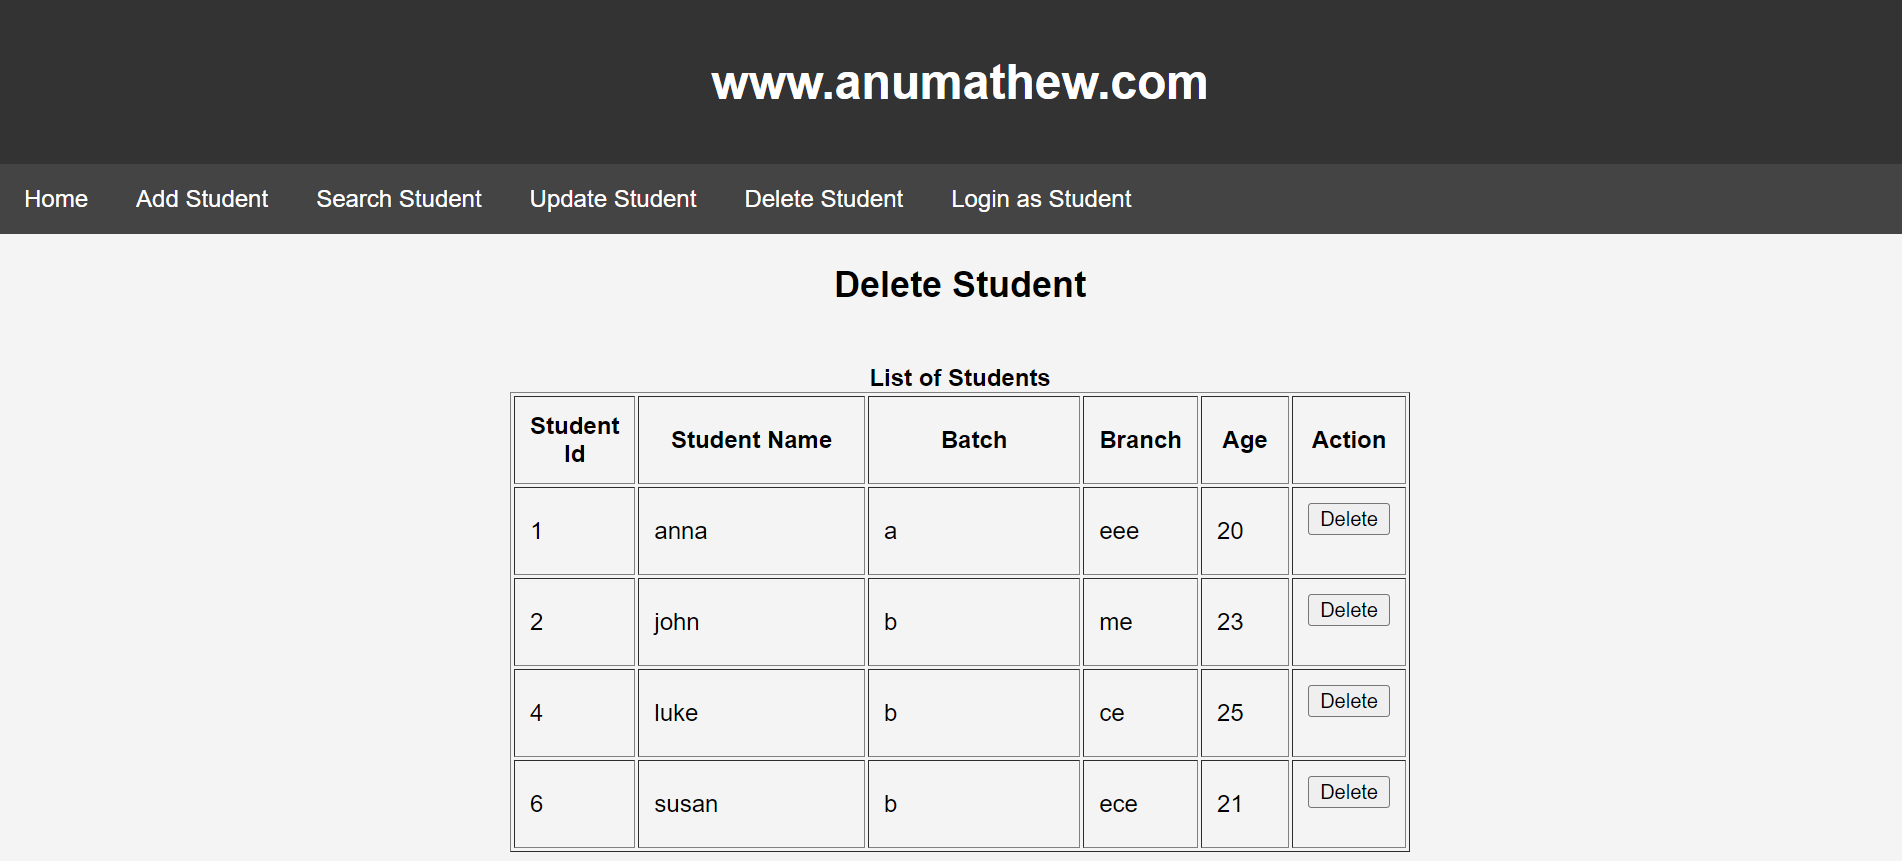 www.anumathew.com
Home Add Student Search Student Update Student Delete Student Login as Student
Delete Student
List of Students
Student Id Student Name Batch Branch Age Action
1 anna a eee 20 Delete
2 john b me 23 Delete
4 luke b ce 25 Delete
6 susan b ece 21 Delete